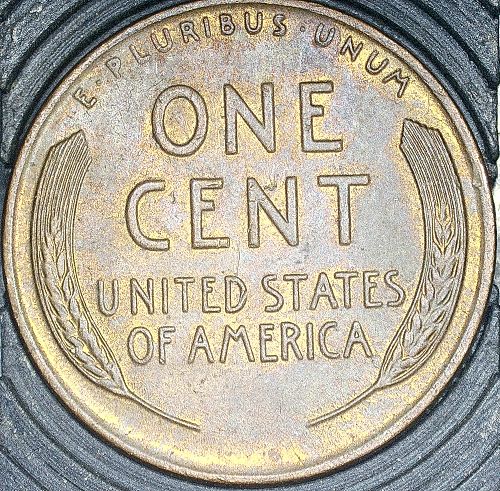 E · PLURIBUS · UNUM
ONE
CENT
UNITED STATES
OF AMERICA